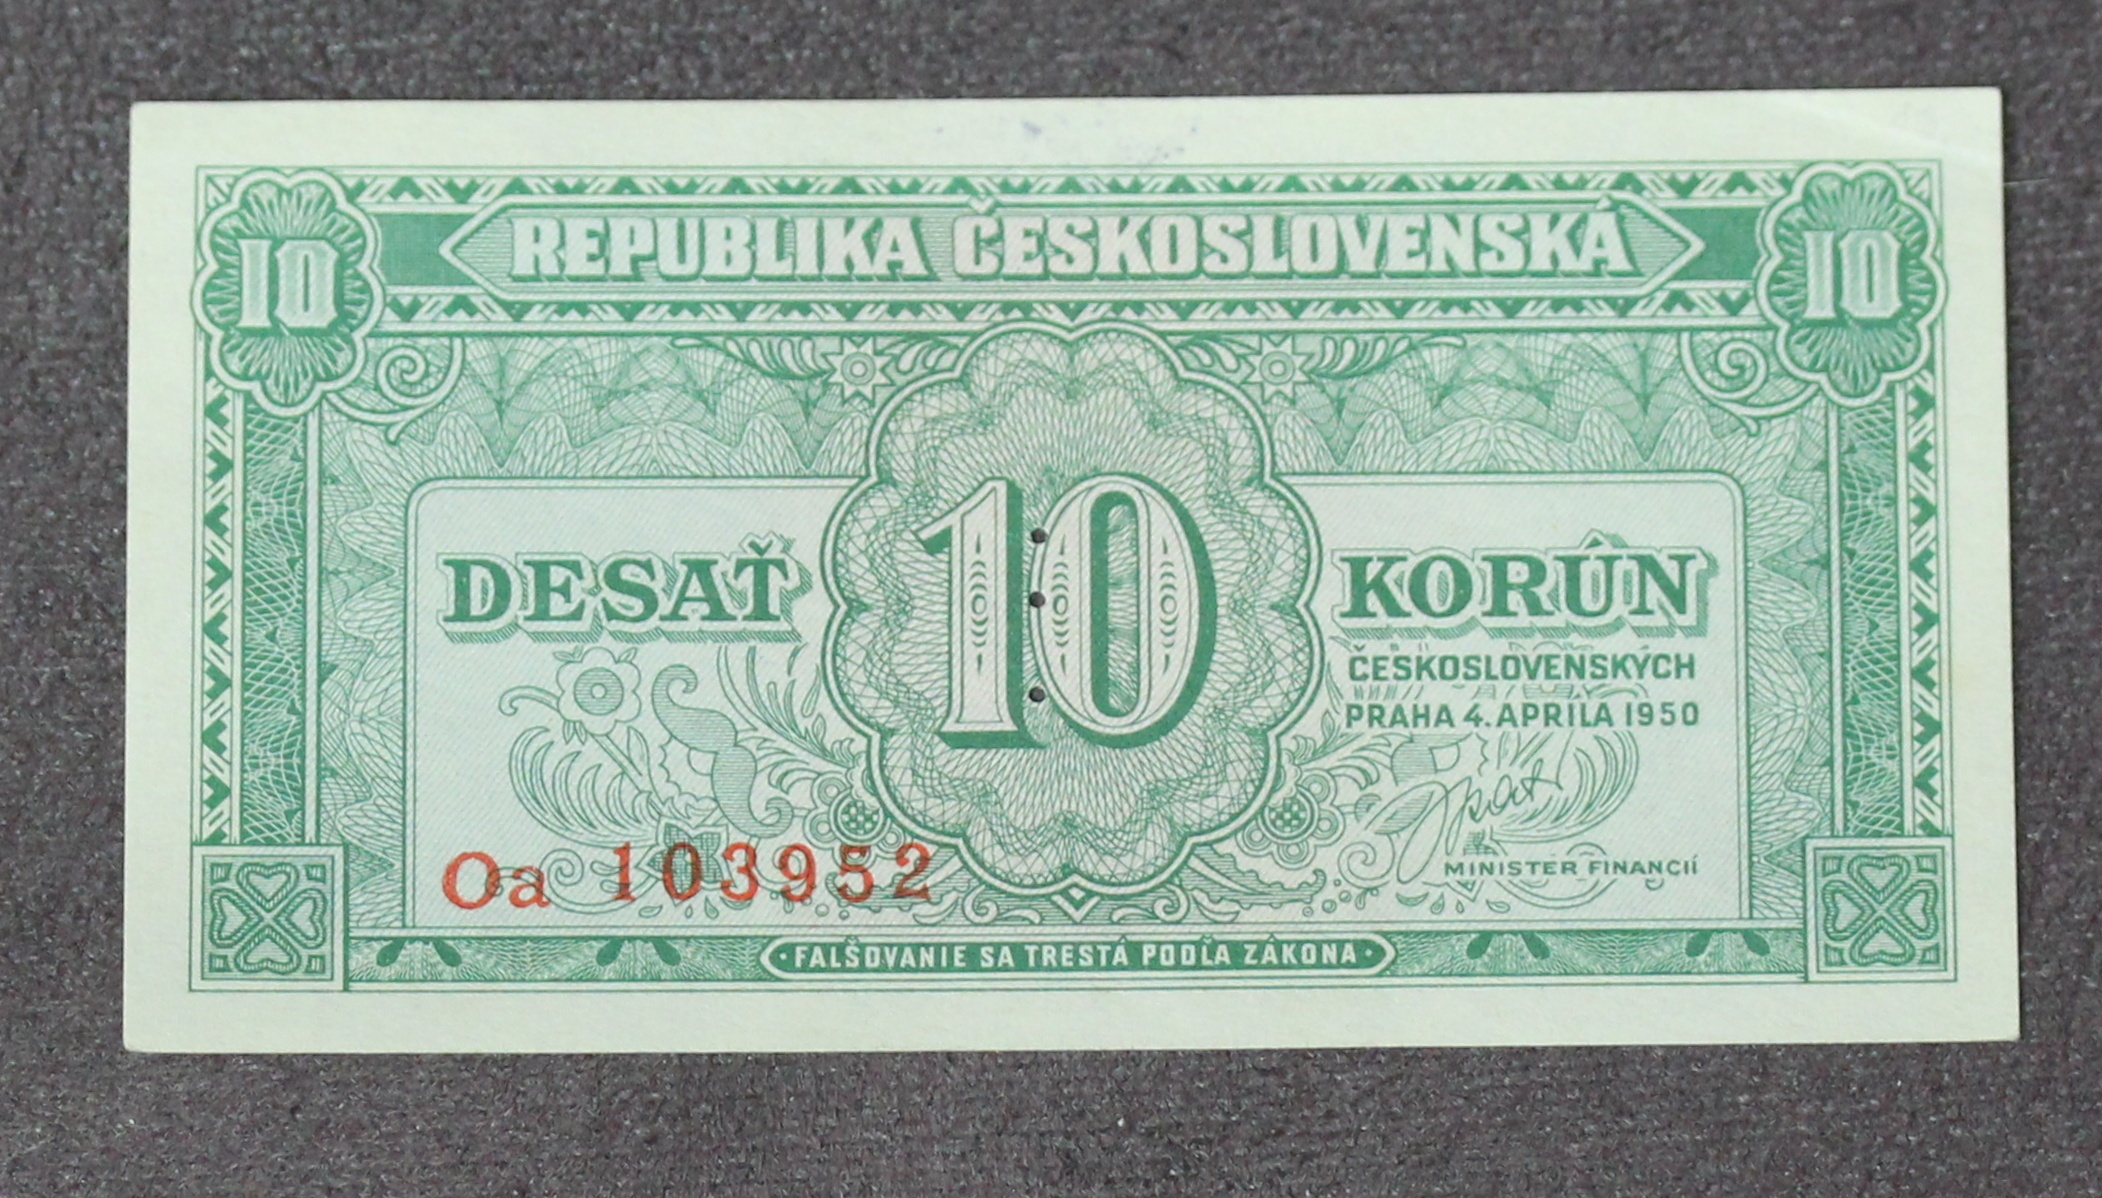 10 REPUBLIKA ČESKOSLOVENSKÁ 10
DESAŤ 10 KORÚN
ČESKOSLOVENSKÝCH
PRAHA 4. APRÍLA 1950
Oa 103952
MINISTER FINANCIÍ
· FALŠOVANIE SA TRESTÁ PODĽA ZÁKONA ·